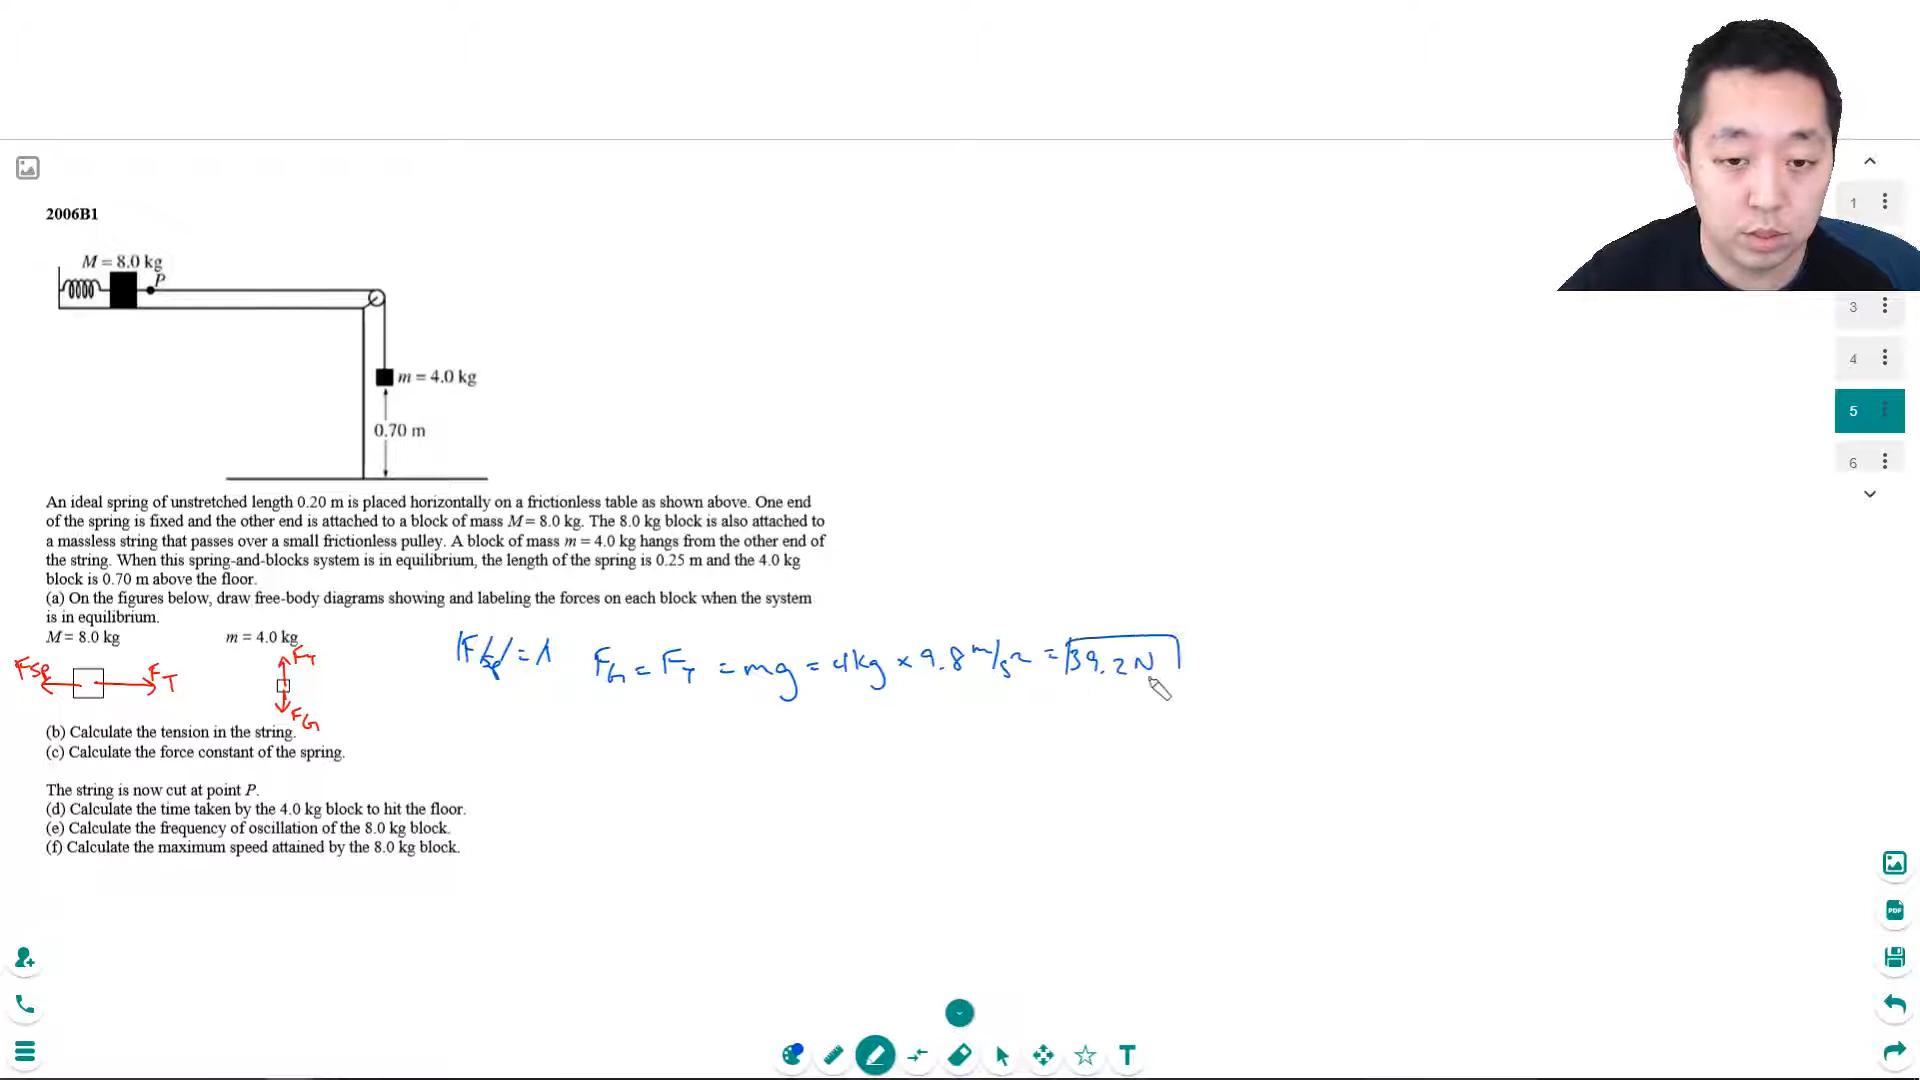 2006B1
M = 8.0 kg
P
m = 4.0 kg
0.70 m
An ideal spring of unstretched length 0.20 m is placed horizontally on a frictionless table as shown above. One end
of the spring is fixed and the other end is attached to a block of mass M = 8.0 kg. The 8.0 kg block is also attached to
a massless string that passes over a small frictionless pulley. A block of mass m = 4.0 kg hangs from the other end of
the string. When this spring-and-blocks system is in equilibrium, the length of the spring is 0.25 m and the 4.0 kg
block is 0.70 m above the floor.
(a) On the figures below, draw free-body diagrams showing and labeling the forces on each block when the system
is in equilibrium.
M = 8.0 kg
m = 4.0 kg
Fsp
FT
FT
FG
FG = FT = mg = 4kg × 9.8 m/s2 = 39.2N
(b) Calculate the tension in the string.
(c) Calculate the force constant of the spring.
The string is now cut at point P.
(d) Calculate the time taken by the 4.0 kg block to hit the floor.
(e) Calculate the frequency of oscillation of the 8.0 kg block.
(f) Calculate the maximum speed attained by the 8.0 kg block.
1
3
4
5
6
PDF
T